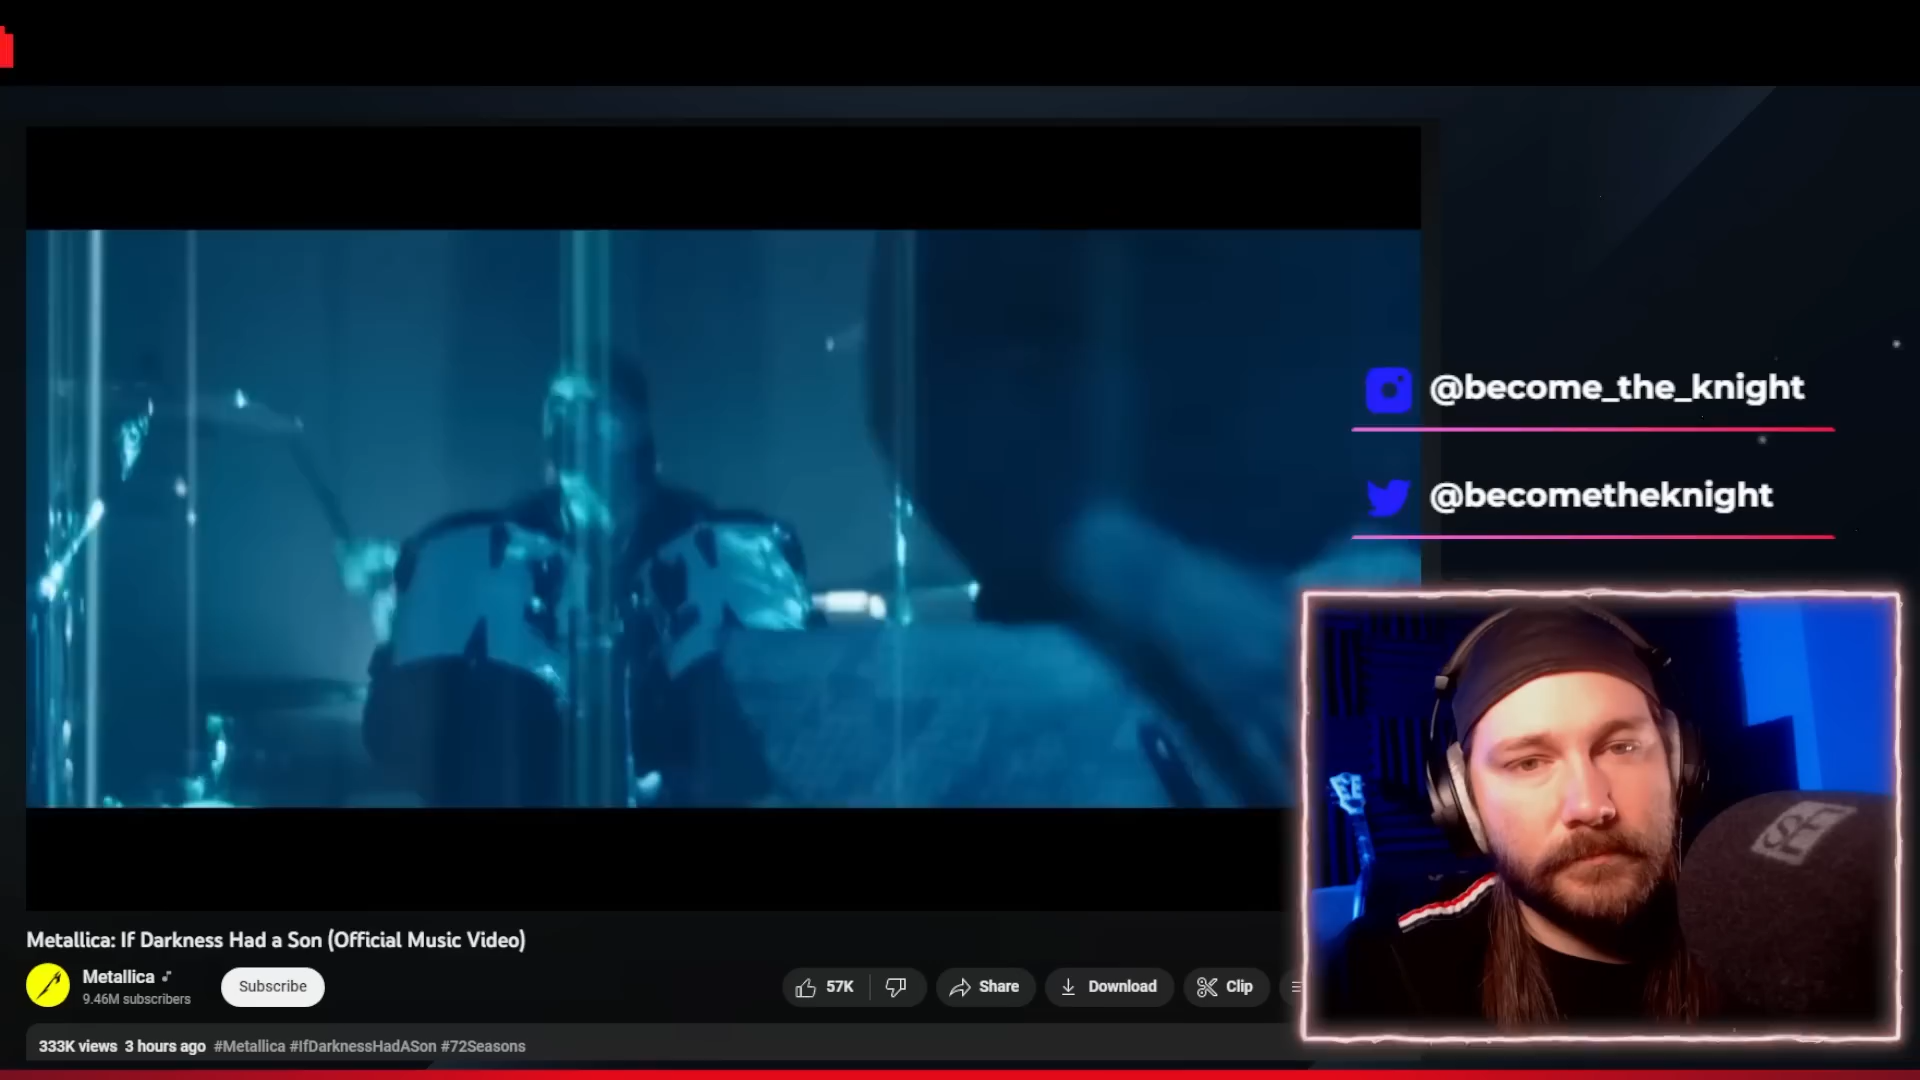 @become_the_knight
@becometheknight
SE
Metallica: If Darkness Had a Son (Official Music Video)
Metallica
9.46M subscribers
Subscribe
57K
Share
Download
Clip
333K views 3 hours ago #Metallica #IfDarknessHadASon #72Seasons